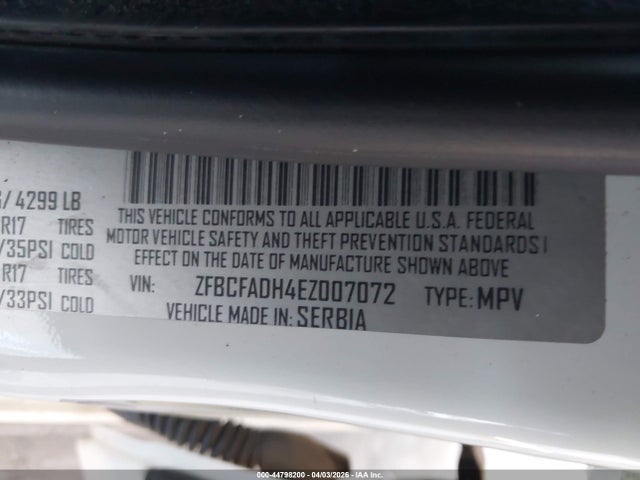 / 4299 LB
R17 TIRES
/35PSI COLD
R17 TIRES
/33PSI COLD
THIS VEHICLE CONFORMS TO ALL APPLICABLE U.S.A. FEDERAL
MOTOR VEHICLE SAFETY AND THEFT PREVENTION STANDARDS I
EFFECT ON THE DATE OF MANUFACTURE SHOWN ABOVE
VIN: ZFBCFADH4EZ007072 TYPE: MPV
VEHICLE MADE IN: SERBIA
000-44798200 - 04/03/2026 - IAA Inc.